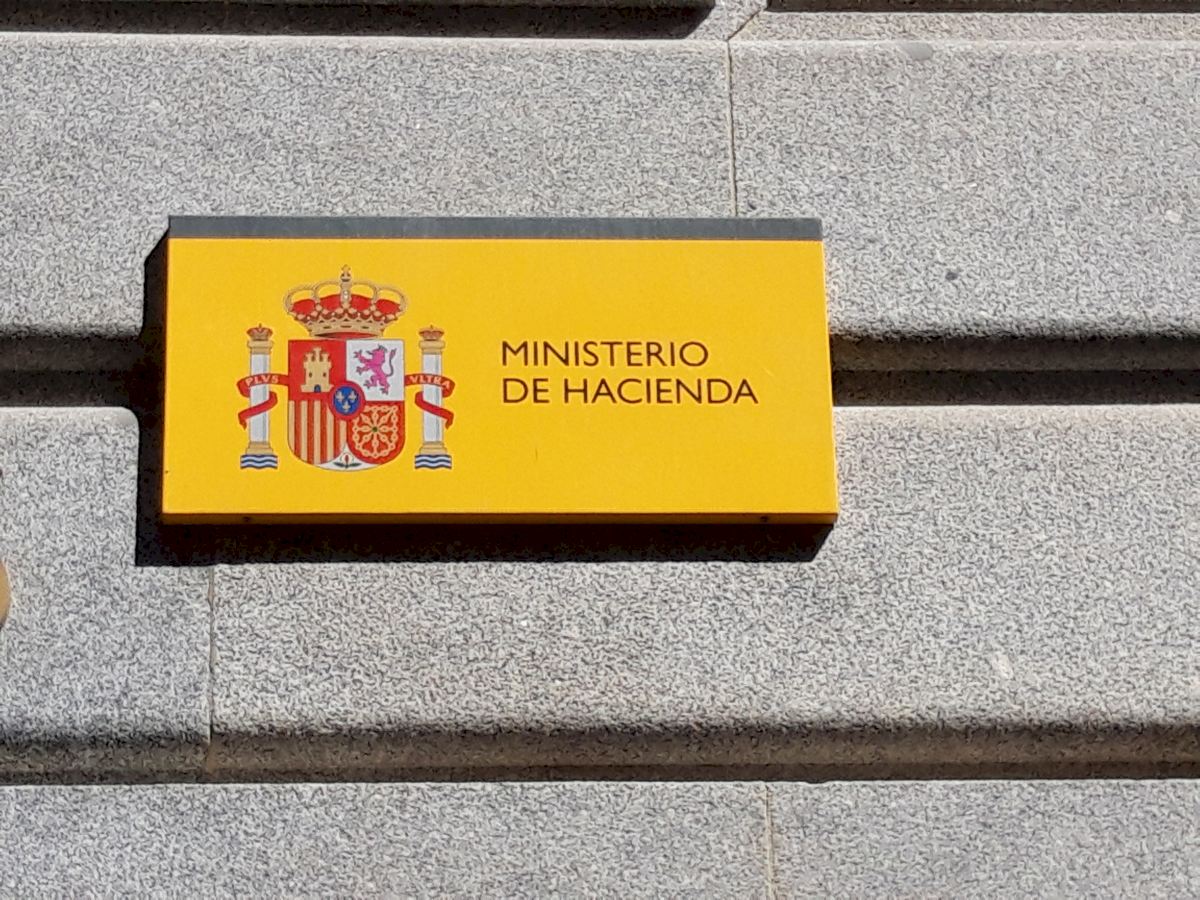 PLVS VLTRA
MINISTERIO
DE HACIENDA